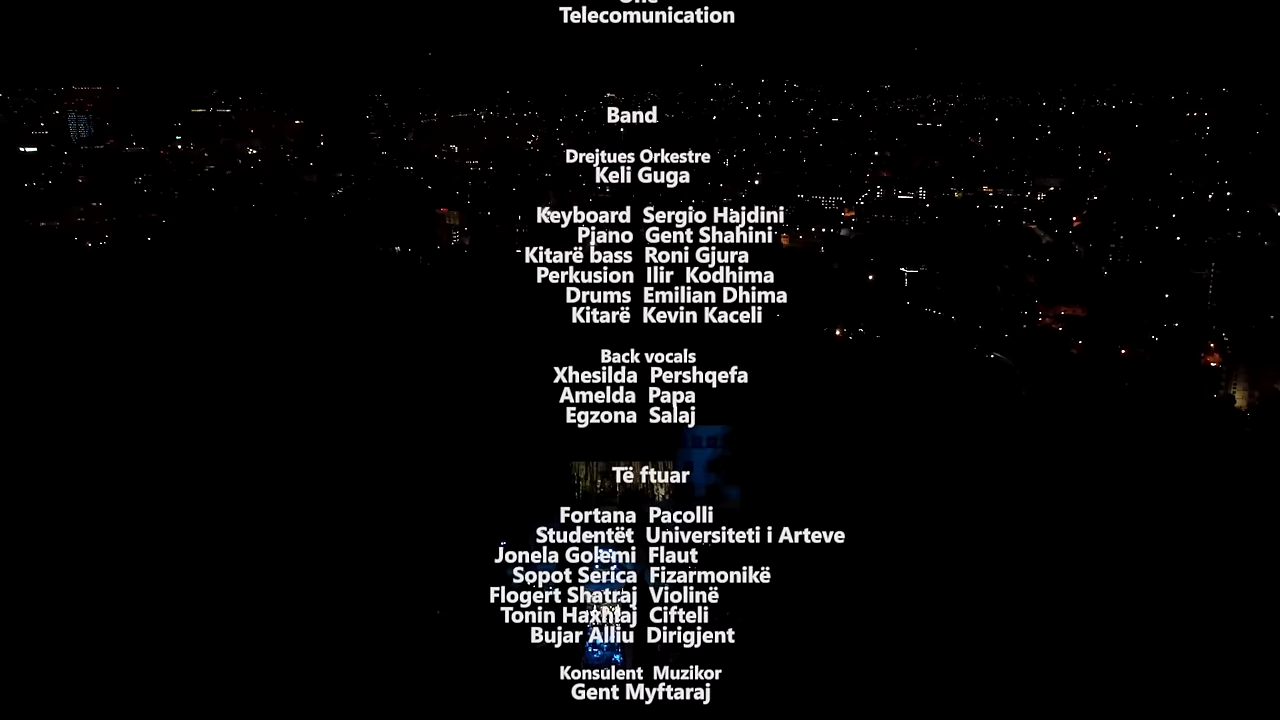 Telecomunication
Band
Drejtues Orkestre
Keli Guga
Keyboard Sergio Hajdini
Piano Gent Shahini
Kitarë bass Roni Gjura
Perkusion Ilir Kodhima
Drums Emilian Dhima
Kitarë Kevin Kaceli
Back vocals
Xhesilda Pershqefa
Amelda Papa
Egzona Salaj
Të ftuar
Fortana Pacolli
Studentët Universiteti i Arteve
Jonela Golemi Flaut
Sopot Serica Fizarmonikë
Flogert Shatraj Violinë
Tonin Haxhiaj Cifteli
Bujar Alliu Dirigjent
Konsulent Muzikor
Gent Myftaraj